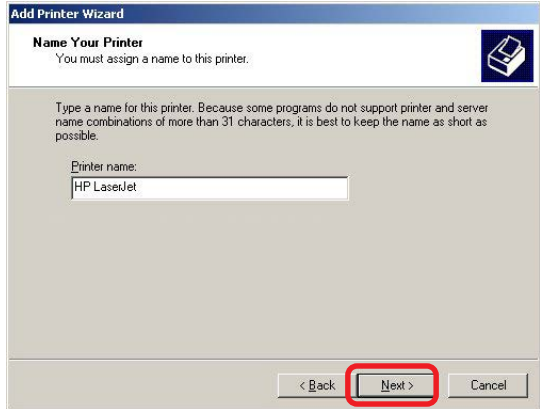 Add Printer Wizard
Name Your Printer
You must assign a name to this printer.
Type a name for this printer. Because some programs do not support printer and server
name combinations of more than 31 characters, it is best to keep the name as short as
possible.
Printer name:
HP LaserJet
< Back Next > Cancel